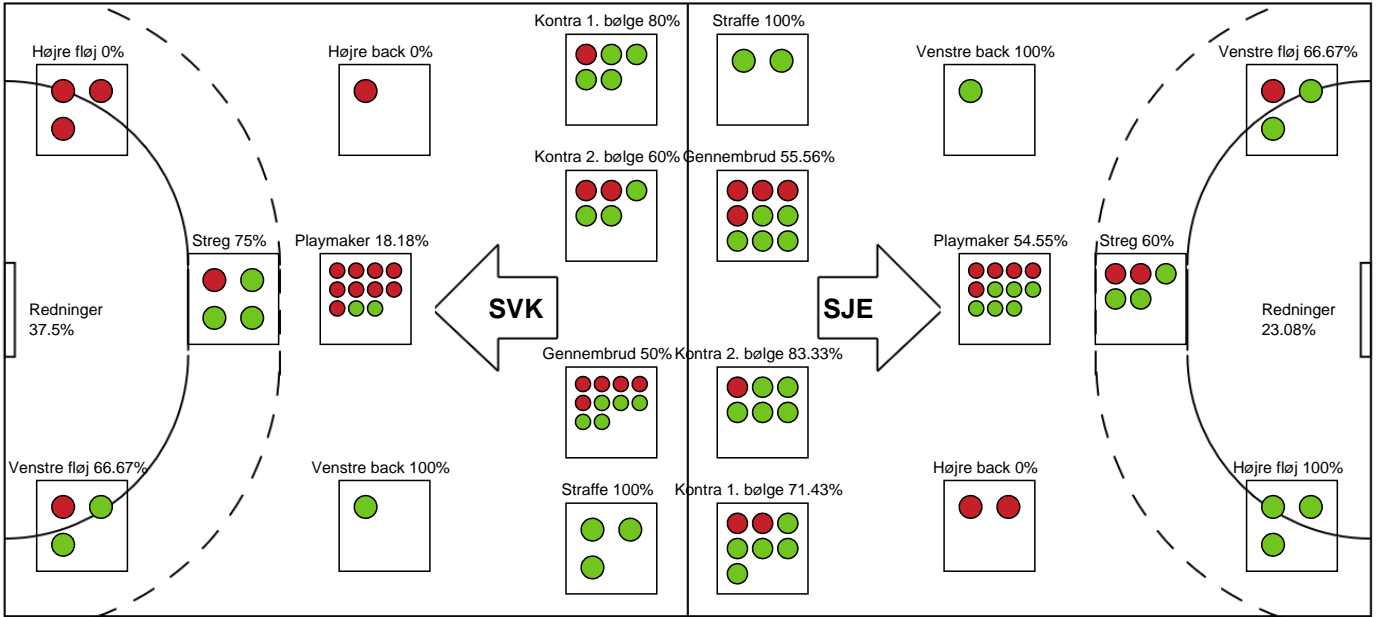 Kontra 1. bølge 80%
Straffe 100%
Højre fløj 0%
Højre back 0%
Venstre back 100%
Venstre fløj 66.67%
Kontra 2. bølge 60%
Gennembrud 55.56%
Streg 75%
Playmaker 18.18%
Playmaker 54.55%
Streg 60%
Redninger
37.5%
SVK
SJE
Redninger
23.08%
Gennembrud 50%
Kontra 2. bølge 83.33%
Venstre fløj 66.67%
Venstre back 100%
Straffe 100%
Kontra 1. bølge 71.43%
Højre back 0%
Højre fløj 100%